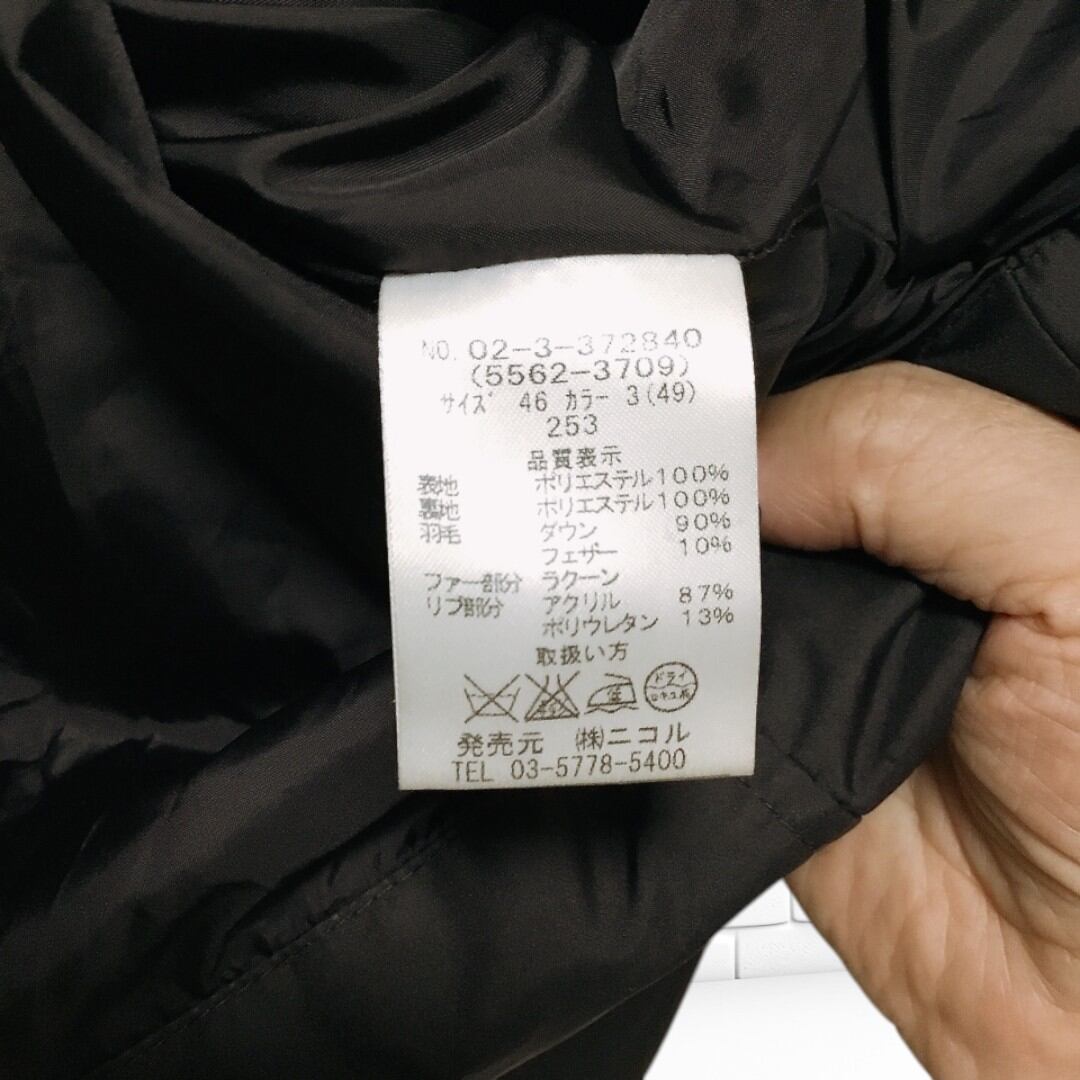 NO. 02-3-372840
(5562-3709)
サイズ 46 カラー 3(49)
253
品質表示
表地 ポリエステル100%
裏地 ポリエステル100%
羽毛 ダウン 90%
フェザー 10%
ファー部分 ラクーン
リブ部分 アクリル 87%
ポリウレタン 13%
取扱い方
ドライ
発売元 ㈱ニコル
TEL 03-5778-5400